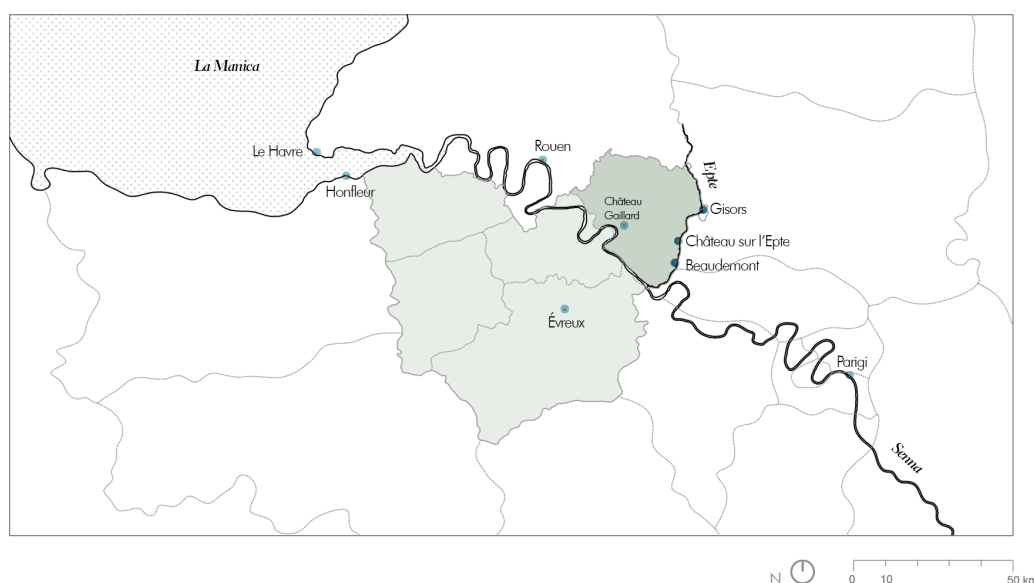 La Manica
Le Havre
Rouen
Honfleur
Epte
Château
Gaillard
Gisors
Château sur l'Epte
Beaudemont
Évreux
Parigi
Senna
N
0 10 50 km